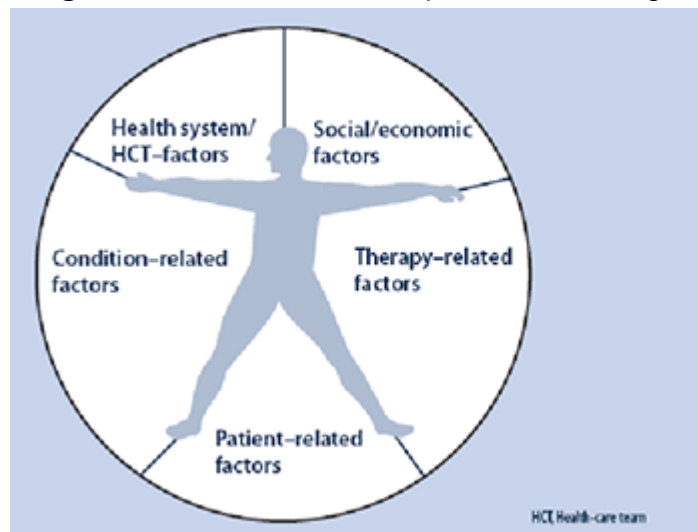 Health system/
HCT–factors
Social/economic
factors
Condition–related
factors
Therapy–related
factors
Patient–related
factors
HCT, Health–care team